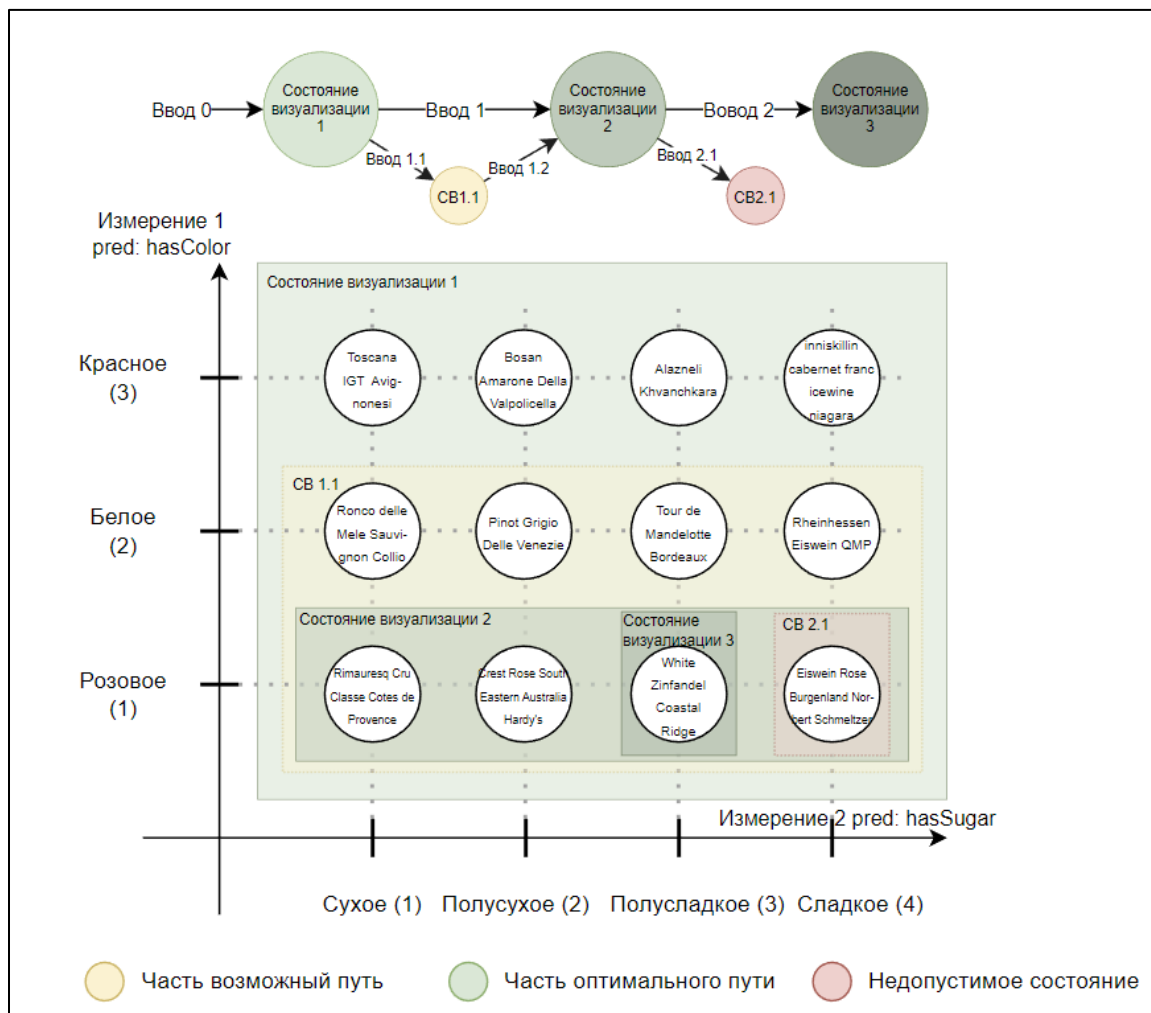 Состояние
визуализации
1
Состояние
визуализации
2
Состояние
визуализации
3
Ввод 0
Ввод 1
Вовод 2
Ввод 1.1
Ввод 1.2
Ввод 2.1
СВ1.1
СВ2.1
Измерение 1
pred: hasColor
Состояние визуализации 1
Красное
(3)
Toscana
IGT Avig-
nonesi
Bosan
Amarone Della
Valpolicella
Alazneli
Khvanchkara
inniskillin
cabernet franc
icewine
niagara
СВ 1.1
Белое
(2)
Ronco delle
Mele Sauvi-
gnon Collio
Pinot Grigio
Delle Venezie
Tour de
Mandelotte
Bordeaux
Rheinhessen
Eiswein QMP
Состояние визуализации 2
Состояние
визуализации 3
СВ 2.1
Розовое
(1)
Rimauresq Cru
Classe Cotes de
Provence
Crest Rose South
Eastern Australia
Hardy's
White
Zinfandel
Coastal
Ridge
Eiswein Rose
Burgenland Nor-
bert Schmeltzer
Измерение 2 pred: hasSugar
Сухое (1)
Полусухое (2)
Полусладкое (3)
Сладкое (4)
Часть возможный путь
Часть оптимального пути
Недопустимое состояние